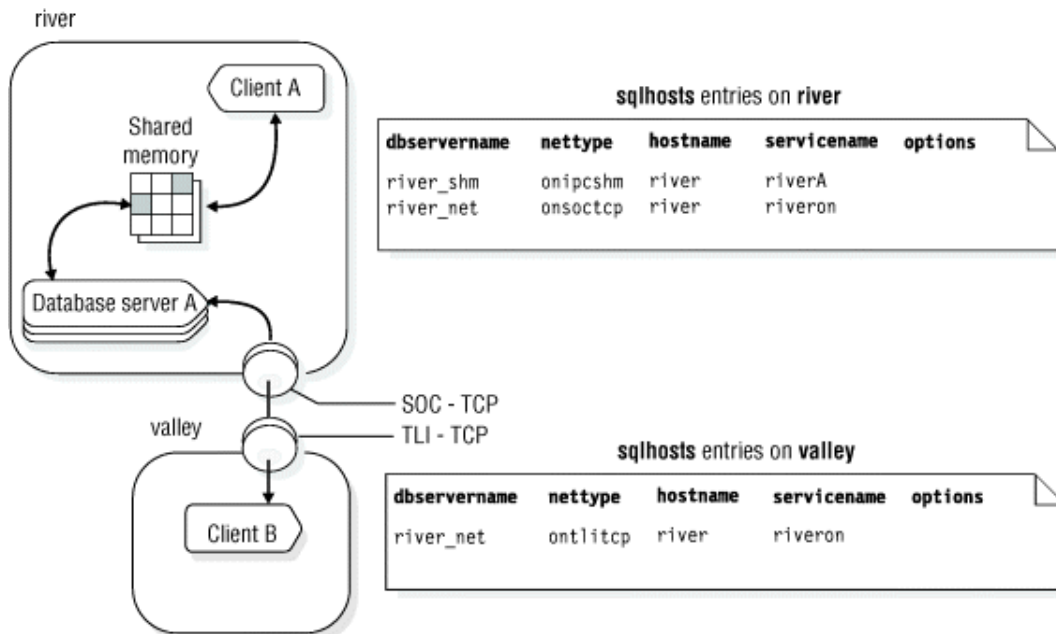 river
Client A
Shared
memory
Database server A
sqlhosts entries on river
dbservername nettype hostname servicename options
river_shm onipcshm river riverA
river_net onsoctcp river riveron
SOC - TCP
TLI - TCP
valley
Client B
sqlhosts entries on valley
dbservername nettype hostname servicename options
river_net ontlitcp river riveron